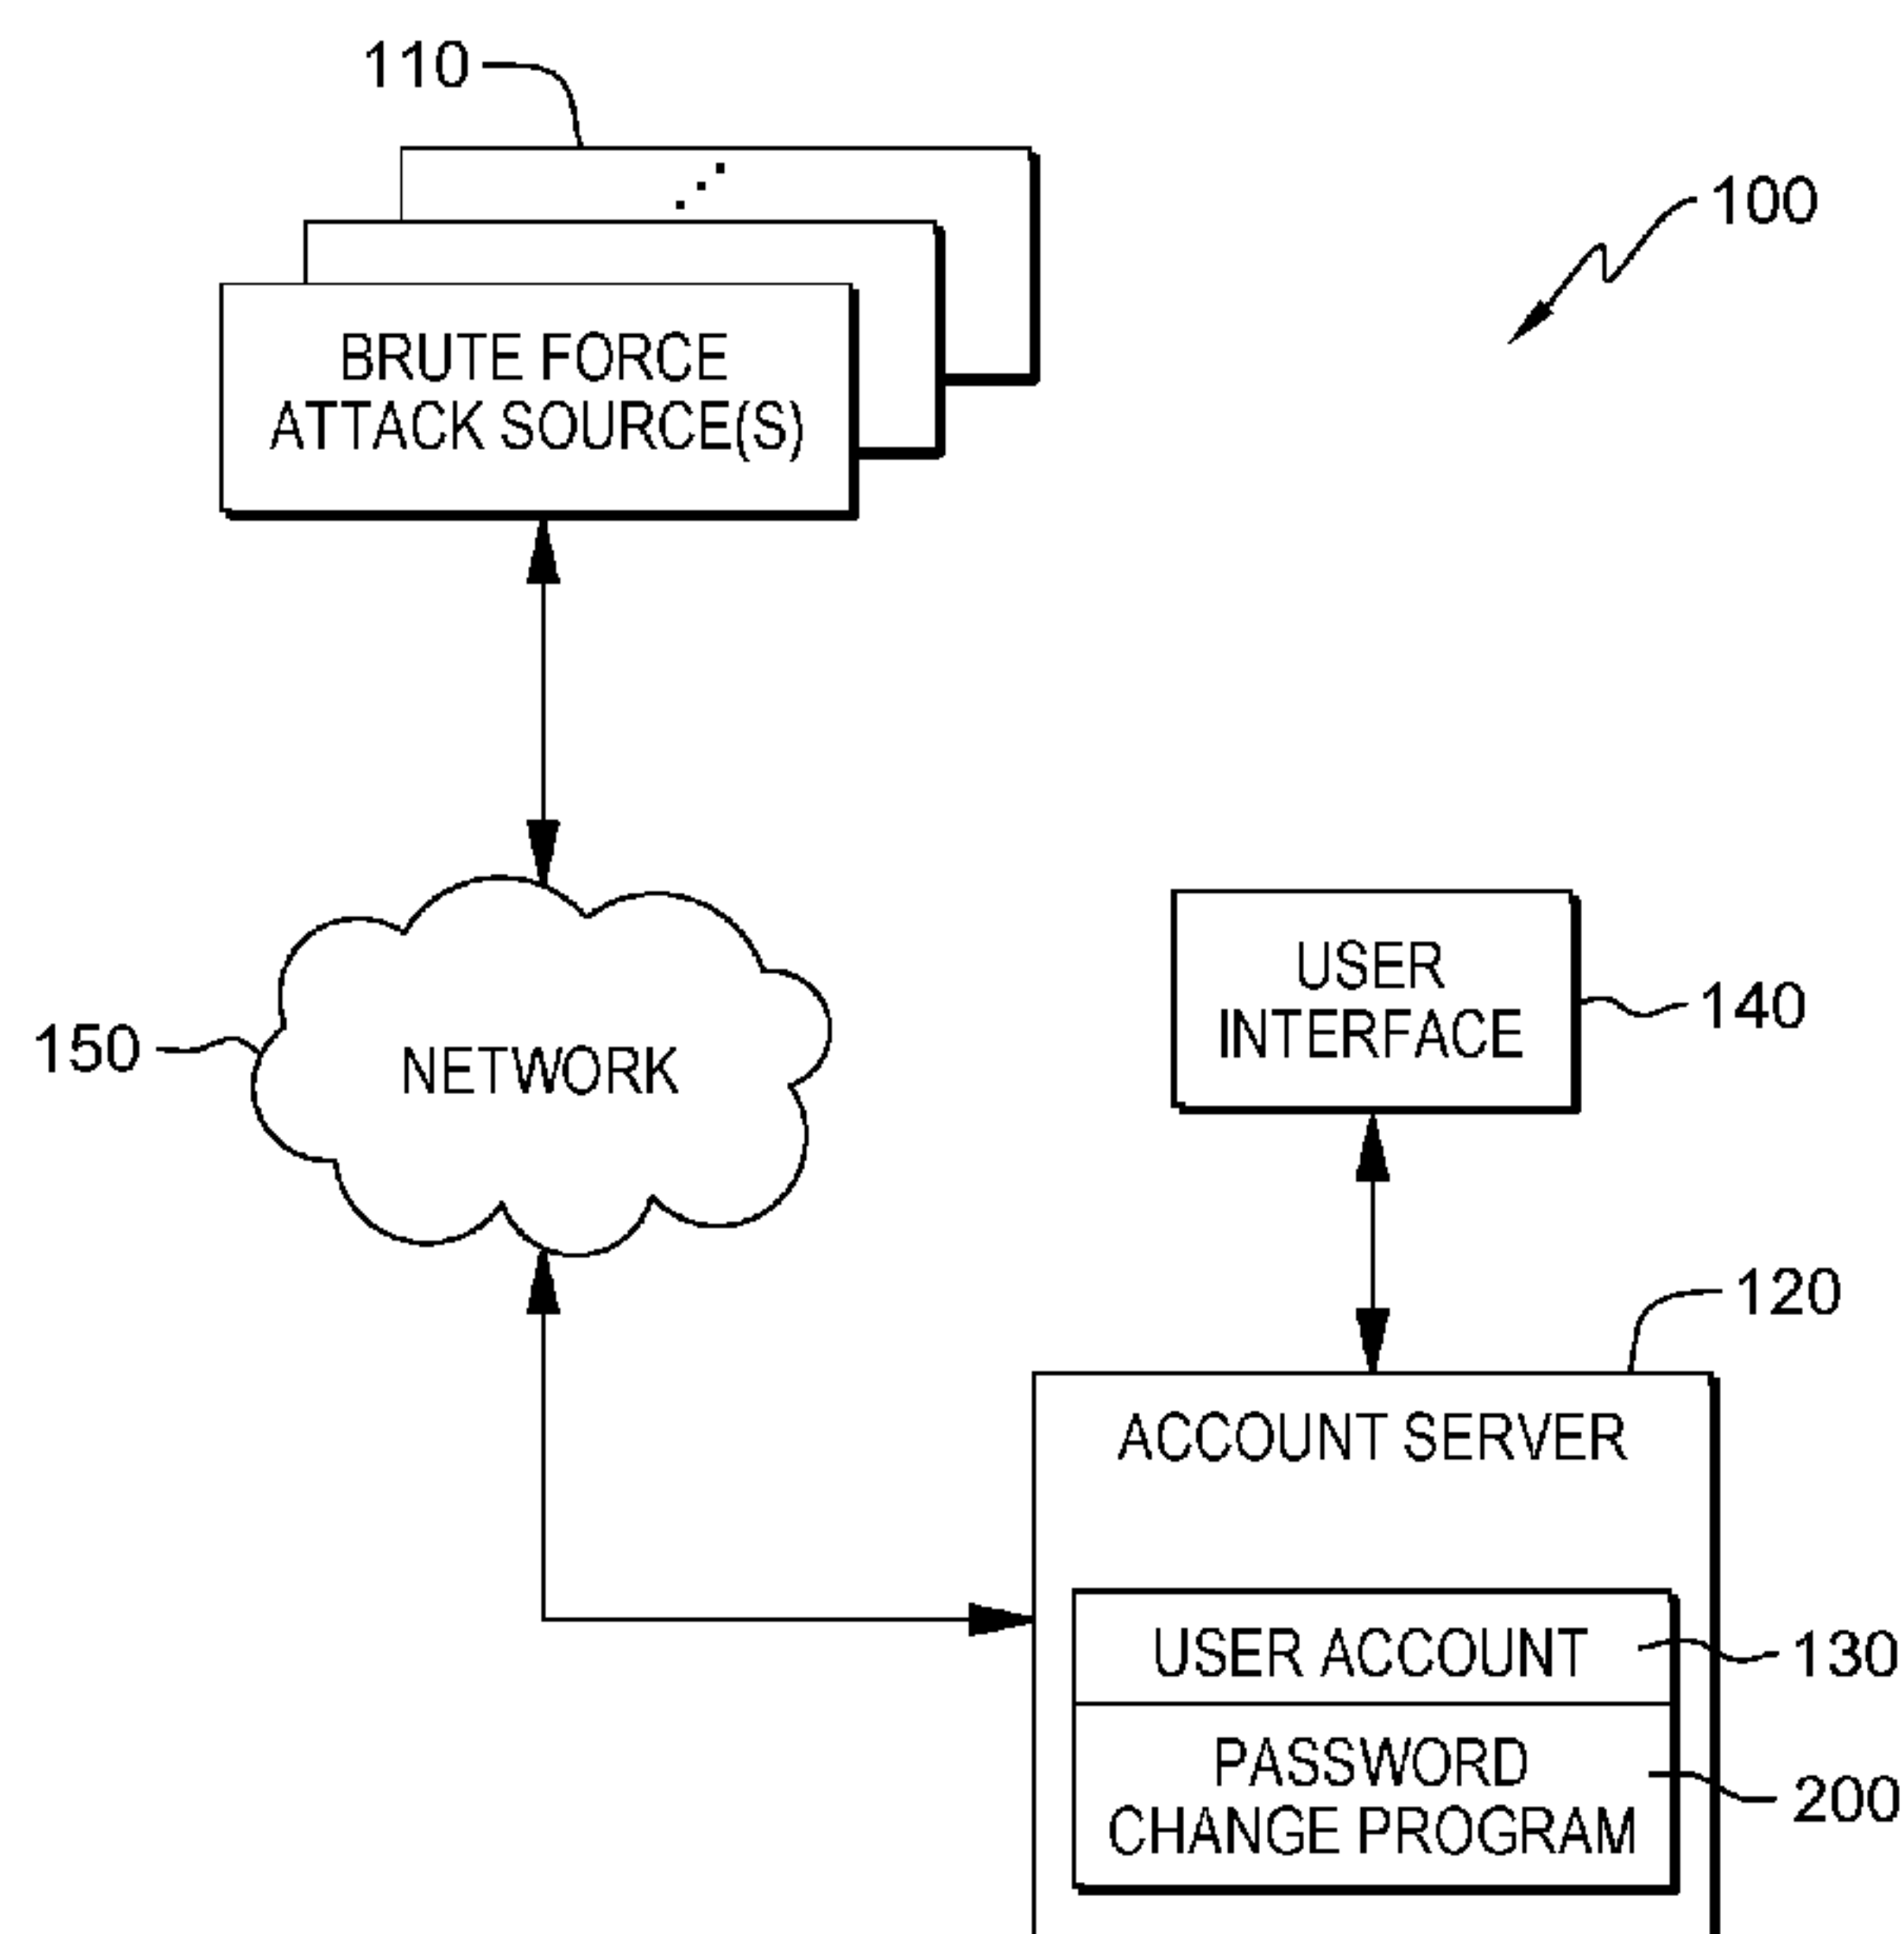 110
100
BRUTE FORCE
ATTACK SOURCE(S)
150
NETWORK
USER
INTERFACE
140
120
ACCOUNT SERVER
USER ACCOUNT
130
PASSWORD
CHANGE PROGRAM
200